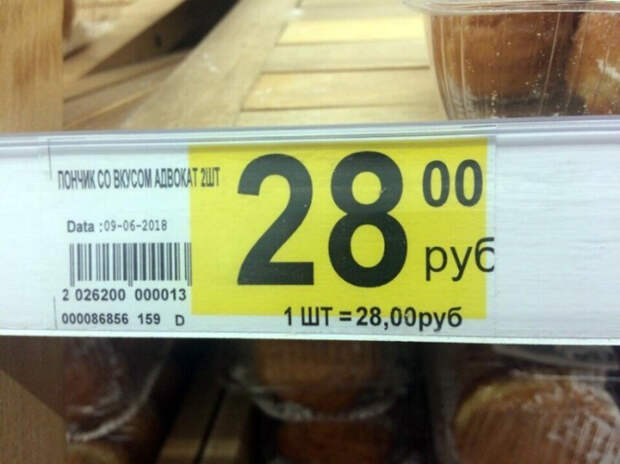 ПОНЧИК СО ВКУСОМ АДВОКАТ 2ШТ
28 00
руб
Data :09-06-2018
2 026200 000013
000086856 159 D
1 ШТ =28,00руб